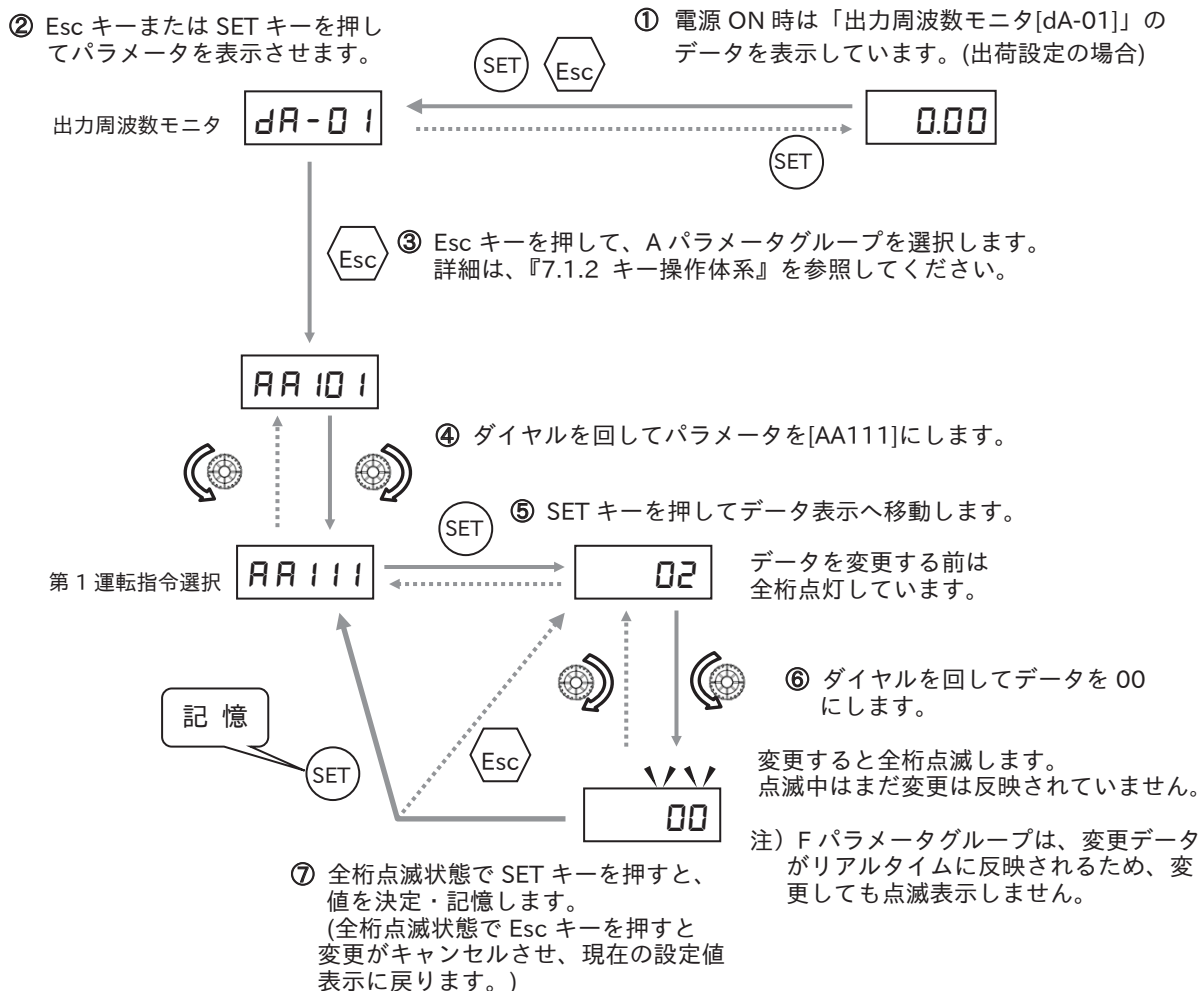 ② Esc キーまたは SET キーを押し
てパラメータを表示させます。
① 電源 ON 時は「出力周波数モニタ[dA-01]」の
データを表示しています。(出荷設定の場合)
SET
Esc
出力周波数モニタ
dA-01
0.00
SET
Esc
③ Esc キーを押して、A パラメータグループを選択します。
詳細は、『7.1.2 キー操作体系』を参照してください。
AA101
④ ダイヤルを回してパラメータを[AA111]にします。
SET
⑤ SET キーを押してデータ表示へ移動します。
第 1 運転指令選択
AA111
02
データを変更する前は
全桁点灯しています。
⑥ ダイヤルを回してデータを 00
にします。
記 憶
SET
Esc
変更すると全桁点滅します。
点滅中はまだ変更は反映されていません。
00
注）F パラメータグループは、変更データ
がリアルタイムに反映されるため、変
更しても点滅表示しません。
⑦ 全桁点滅状態で SET キーを押すと、
値を決定・記憶します。
(全桁点滅状態で Esc キーを押すと
変更がキャンセルさせ、現在の設定値
表示に戻ります。)